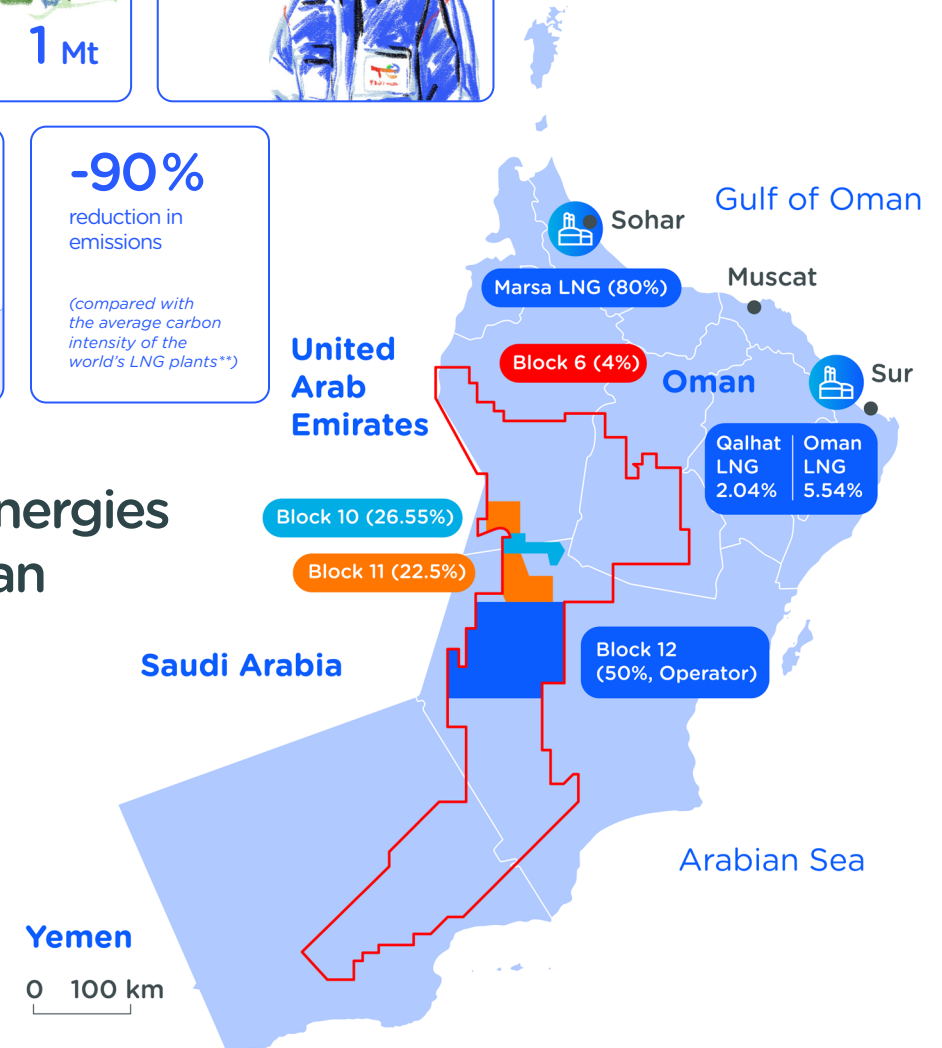 1 Mt
-90%
reduction in
emissions
(compared with
the average carbon
intensity of the
world's LNG plants**)
Gulf of Oman
Sohar
Marsa LNG (80%)
Muscat
United
Arab
Emirates
Block 6 (4%)
Oman
Sur
Qalhat
LNG
2.04%
Oman
LNG
5.54%
nergies
an
Block 10 (26.55%)
Block 11 (22.5%)
Block 12
(50%, Operator)
Saudi Arabia
Arabian Sea
Yemen
0 100 km